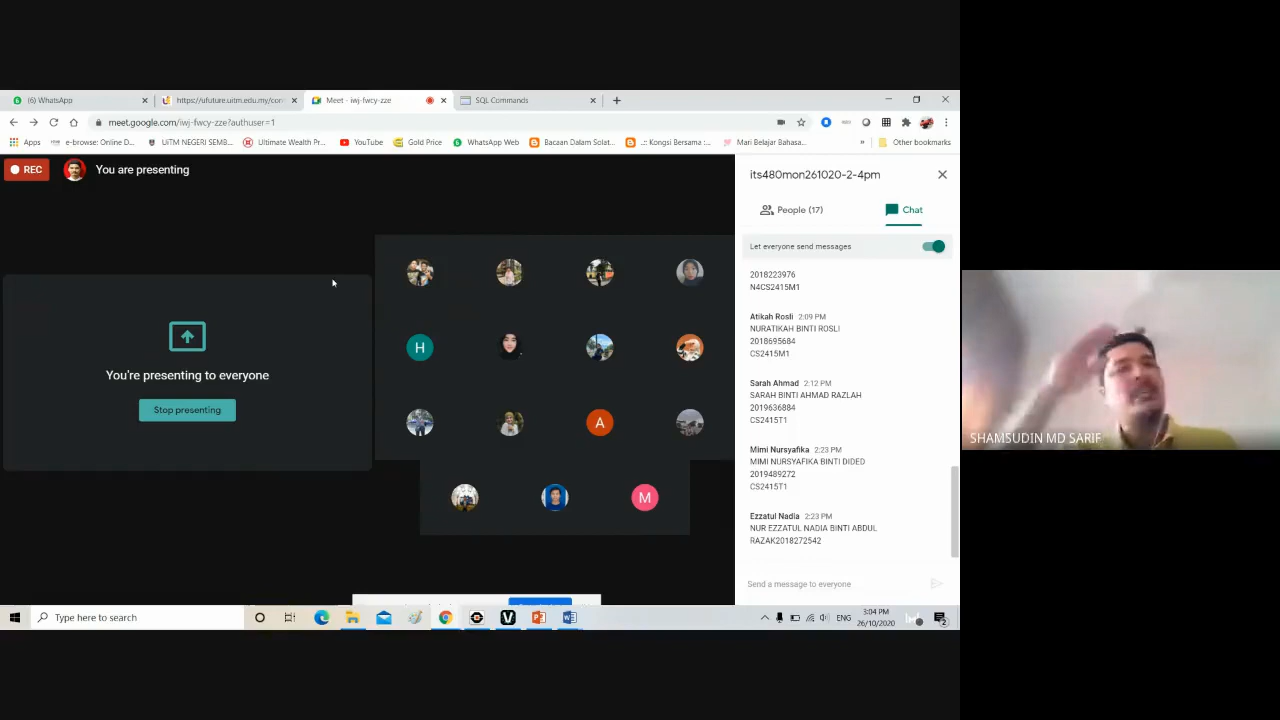 (6) WhatsApp
https://ufuture.uitm.edu.my/con
Meet - iwj-fwcy-zze
SQL Commands
meet.google.com/iwj-fwcy-zze?authuser=1
Apps
e-browse: Online D...
UiTM NEGERI SEMB...
Ultimate Wealth Pr...
YouTube
Gold Price
WhatsApp Web
Bacaan Dalam Solat...
..:: Kongsi Bersama :...
Mari Belajar Bahasa...
»
Other bookmarks
REC
You are presenting
You're presenting to everyone
Stop presenting
H
A
M
its480mon261020-2-4pm
People (17)
Chat
Let everyone send messages
2018223976
N4CS2415M1
Atikah Rosli 2:09 PM
NURATIKAH BINTI ROSLI
2018695684
CS2415M1
Sarah Ahmad 2:12 PM
SARAH BINTI AHMAD RAZLAH
2019636884
CS2415T1
Mimi Nursyafika 2:23 PM
MIMI NURSYAFIKA BINTI DIDED
2019489272
CS2415T1
Ezzatul Nadia 2:23 PM
NUR EZZATUL NADIA BINTI ABDUL
RAZAK2018272542
Send a message to everyone
SHAMSUDIN MD SARIF
Type here to search
ENG
3:04 PM
26/10/2020
2